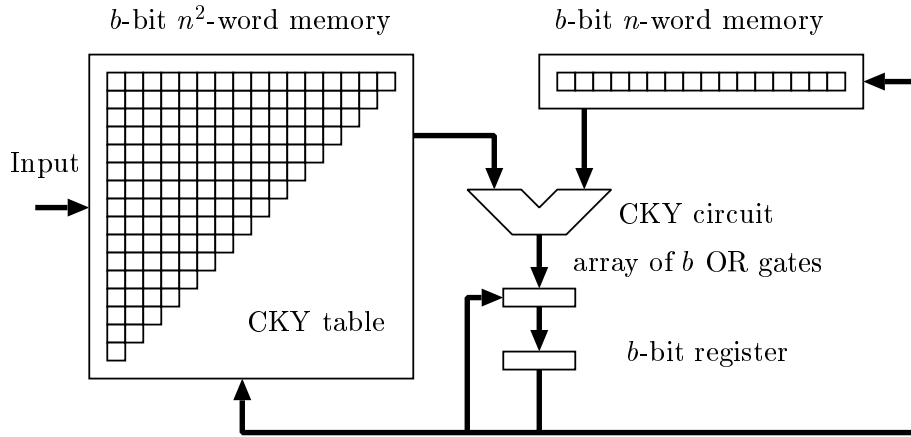 b-bit n²-word memory
b-bit n-word memory
Input
CKY circuit
array of b OR gates
CKY table
b-bit register